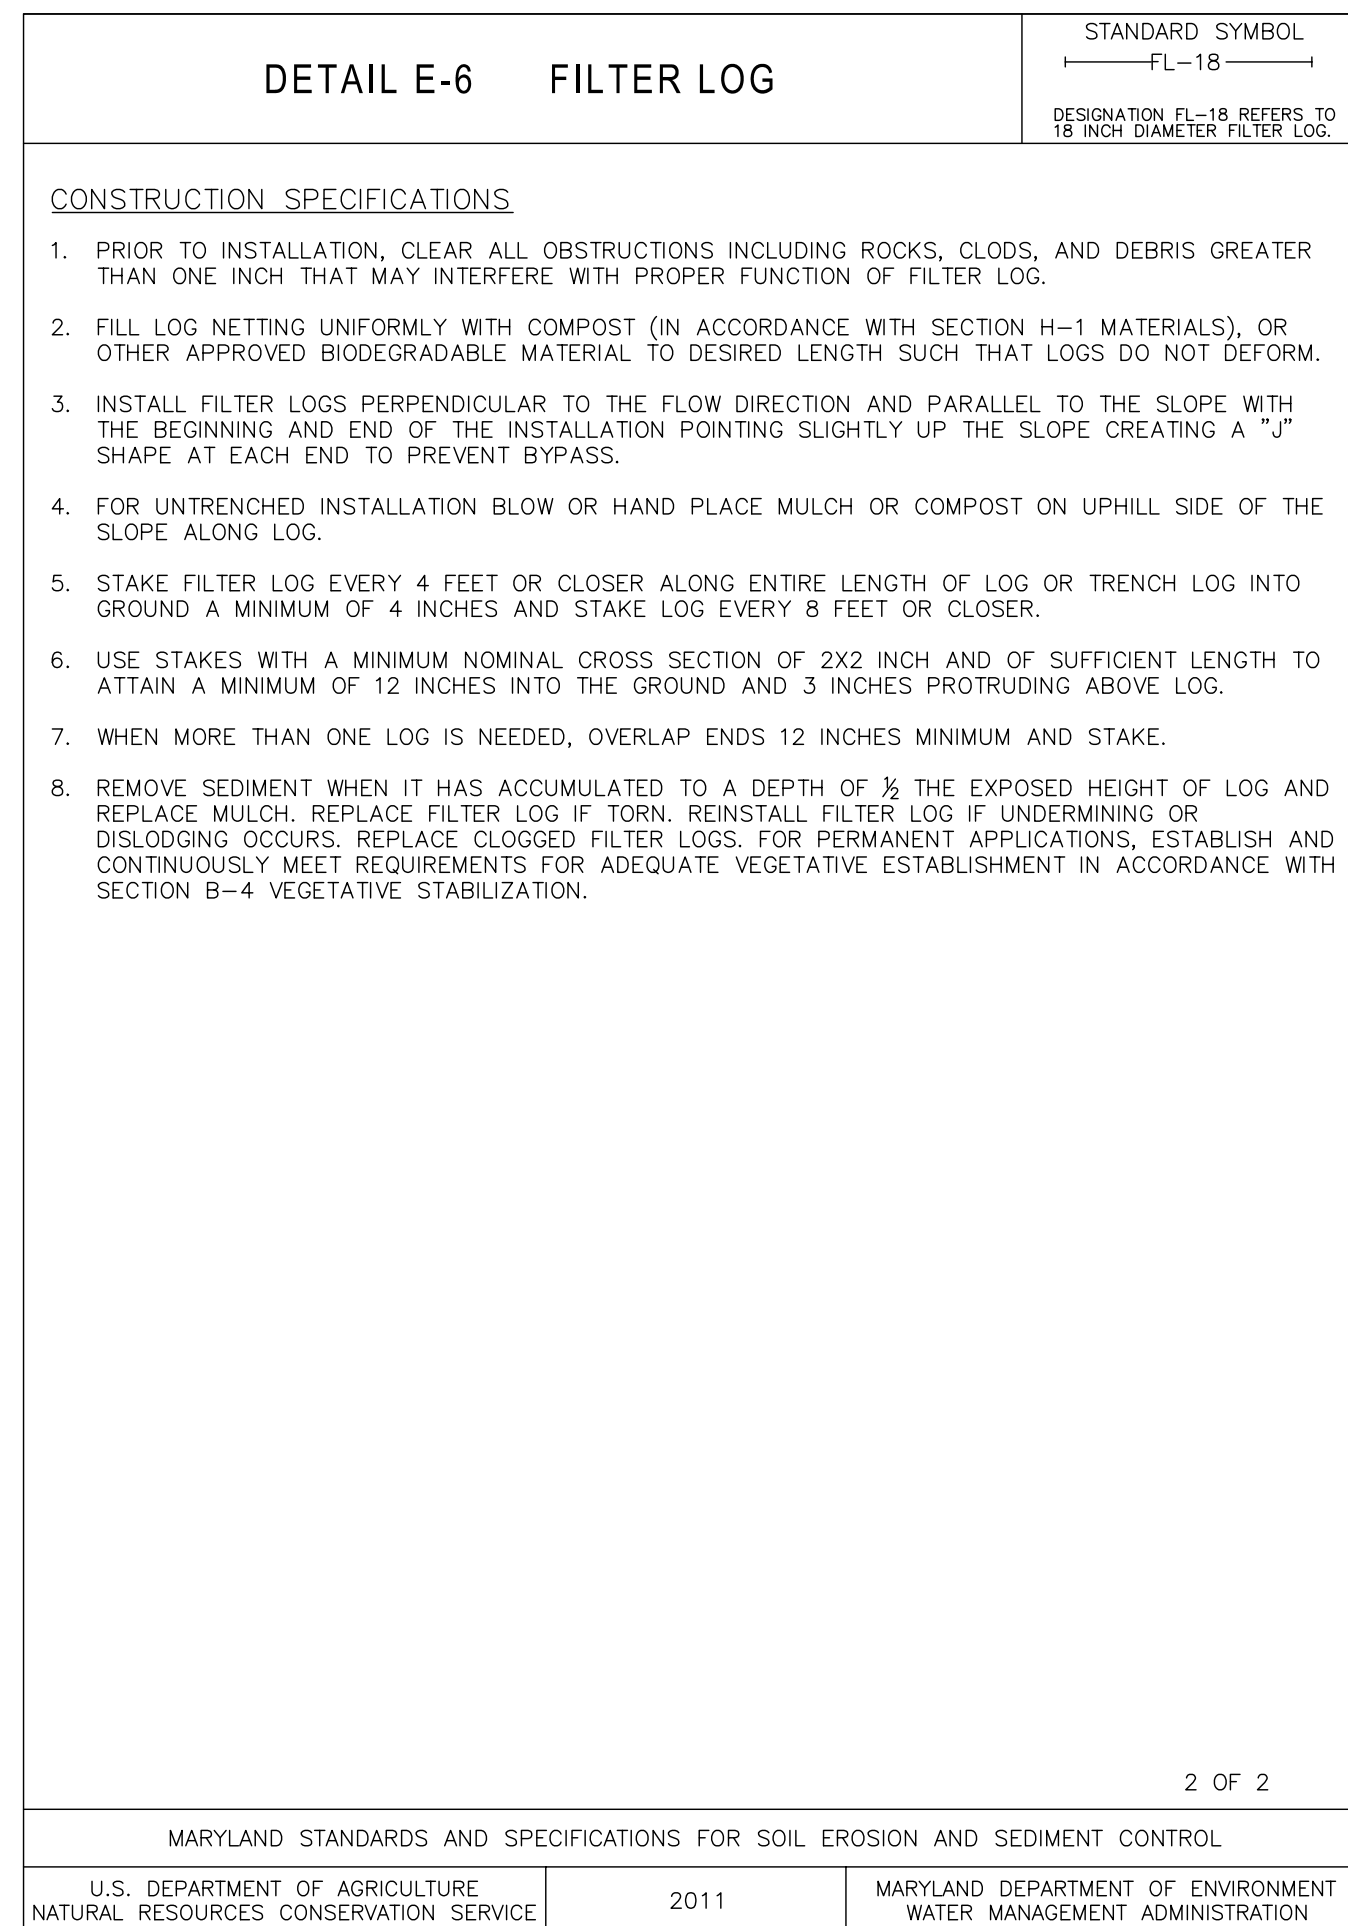 DETAIL E-6 FILTER LOG
STANDARD SYMBOL
FL-18
DESIGNATION FL-18 REFERS TO
18 INCH DIAMETER FILTER LOG.
CONSTRUCTION SPECIFICATIONS
1. PRIOR TO INSTALLATION, CLEAR ALL OBSTRUCTIONS INCLUDING ROCKS, CLODS, AND DEBRIS GREATER
THAN ONE INCH THAT MAY INTERFERE WITH PROPER FUNCTION OF FILTER LOG.
2. FILL LOG NETTING UNIFORMLY WITH COMPOST (IN ACCORDANCE WITH SECTION H-1 MATERIALS), OR
OTHER APPROVED BIODEGRADABLE MATERIAL TO DESIRED LENGTH SUCH THAT LOGS DO NOT DEFORM.
3. INSTALL FILTER LOGS PERPENDICULAR TO THE FLOW DIRECTION AND PARALLEL TO THE SLOPE WITH
THE BEGINNING AND END OF THE INSTALLATION POINTING SLIGHTLY UP THE SLOPE CREATING A "J"
SHAPE AT EACH END TO PREVENT BYPASS.
4. FOR UNTRENCHED INSTALLATION BLOW OR HAND PLACE MULCH OR COMPOST ON UPHILL SIDE OF THE
SLOPE ALONG LOG.
5. STAKE FILTER LOG EVERY 4 FEET OR CLOSER ALONG ENTIRE LENGTH OF LOG OR TRENCH LOG INTO
GROUND A MINIMUM OF 4 INCHES AND STAKE LOG EVERY 8 FEET OR CLOSER.
6. USE STAKES WITH A MINIMUM NOMINAL CROSS SECTION OF 2X2 INCH AND OF SUFFICIENT LENGTH TO
ATTAIN A MINIMUM OF 12 INCHES INTO THE GROUND AND 3 INCHES PROTRUDING ABOVE LOG.
7. WHEN MORE THAN ONE LOG IS NEEDED, OVERLAP ENDS 12 INCHES MINIMUM AND STAKE.
8. REMOVE SEDIMENT WHEN IT HAS ACCUMULATED TO A DEPTH OF ½ THE EXPOSED HEIGHT OF LOG AND
REPLACE MULCH. REPLACE FILTER LOG IF TORN. REINSTALL FILTER LOG IF UNDERMINING OR
DISLODGING OCCURS. REPLACE CLOGGED FILTER LOGS. FOR PERMANENT APPLICATIONS, ESTABLISH AND
CONTINUOUSLY MEET REQUIREMENTS FOR ADEQUATE VEGETATIVE ESTABLISHMENT IN ACCORDANCE WITH
SECTION B-4 VEGETATIVE STABILIZATION.
2 OF 2
MARYLAND STANDARDS AND SPECIFICATIONS FOR SOIL EROSION AND SEDIMENT CONTROL
U.S. DEPARTMENT OF AGRICULTURE
NATURAL RESOURCES CONSERVATION SERVICE
2011
MARYLAND DEPARTMENT OF ENVIRONMENT
WATER MANAGEMENT ADMINISTRATION